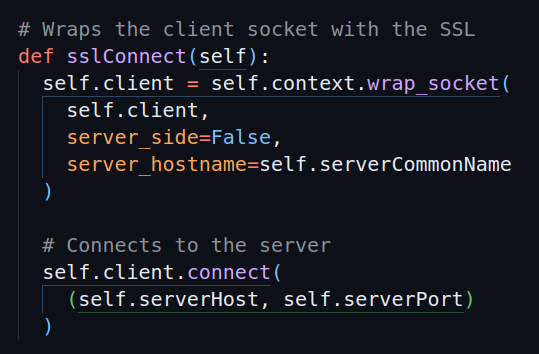 # Wraps the client socket with the SSL
def sslConnect(self):
  self.client = self.context.wrap_socket(
    self.client,
    server_side=False,
    server_hostname=self.serverCommonName
  )

  # Connects to the server
  self.client.connect(
    (self.serverHost, self.serverPort)
  )